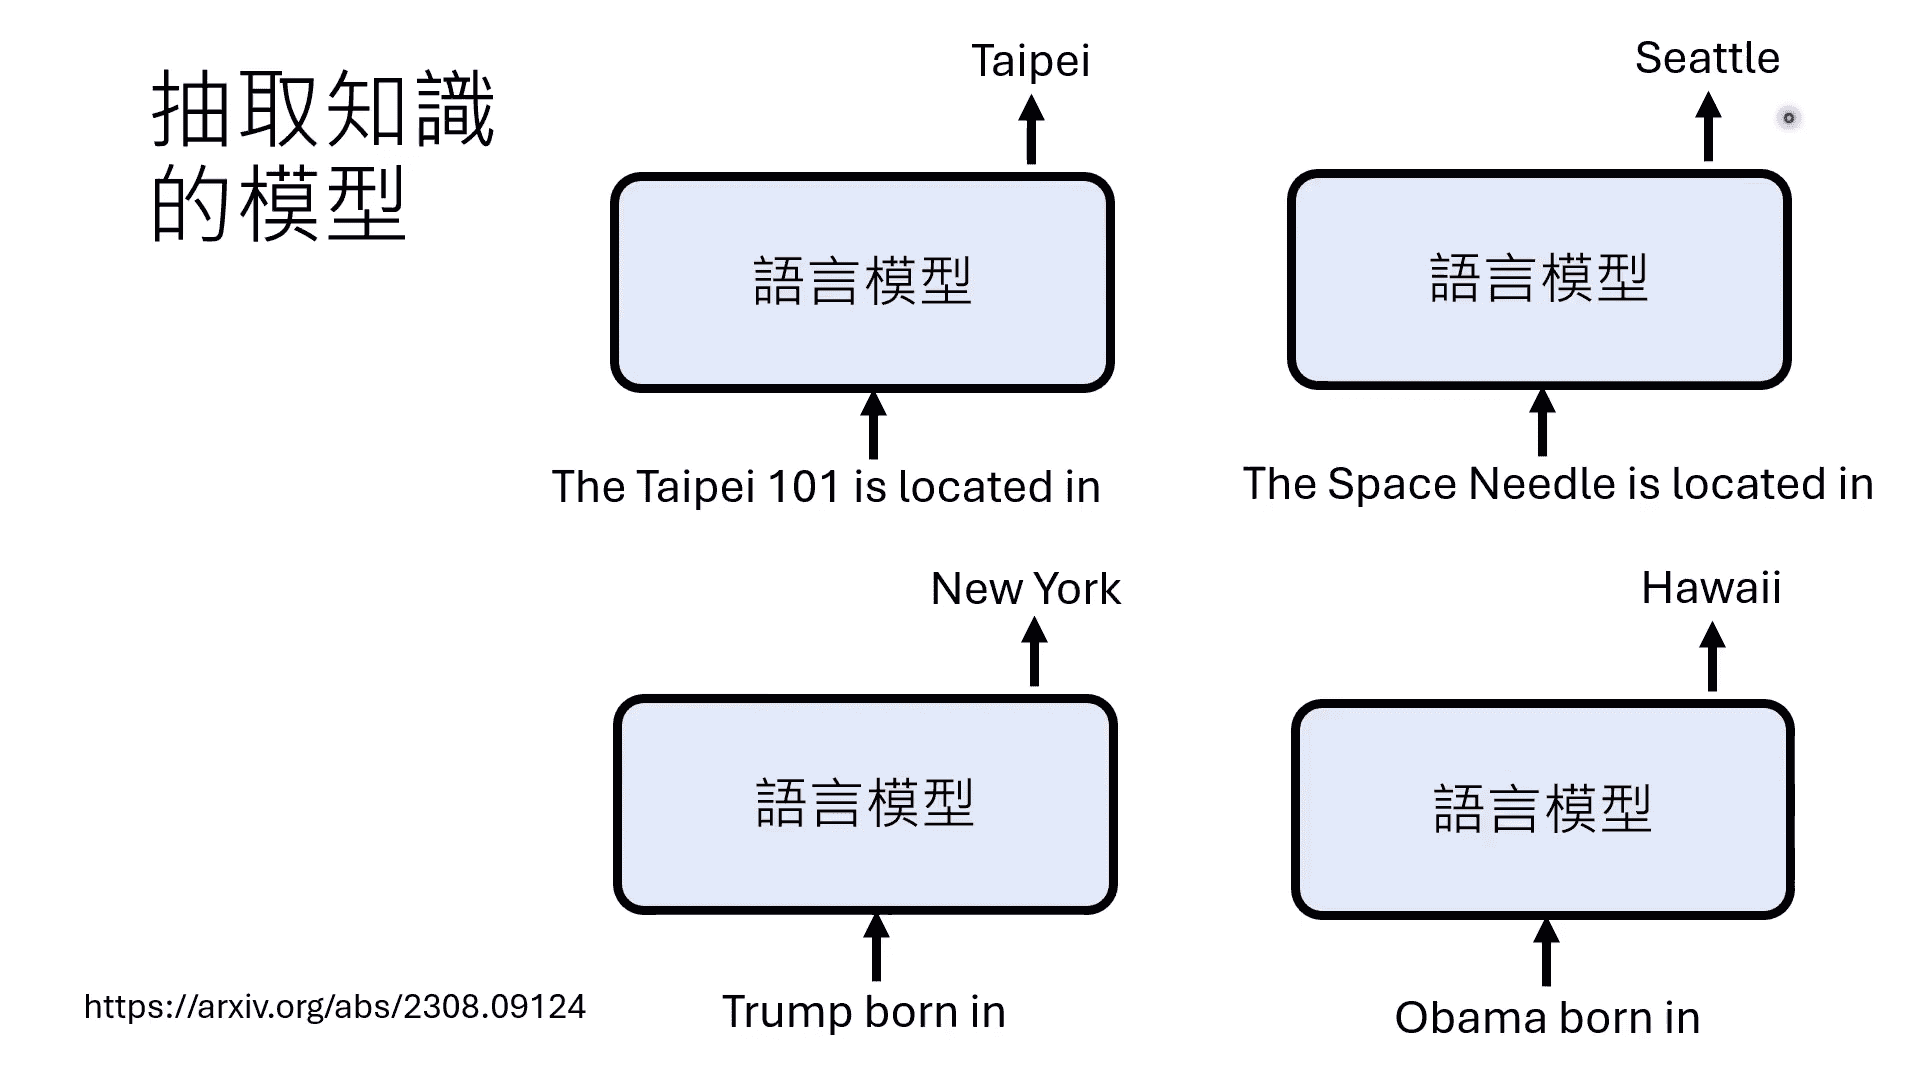 抽取知識
的模型
Taipei
語言模型
The Taipei 101 is located in
Seattle
語言模型
The Space Needle is located in
New York
語言模型
Trump born in
Hawaii
語言模型
Obama born in
https://arxiv.org/abs/2308.09124